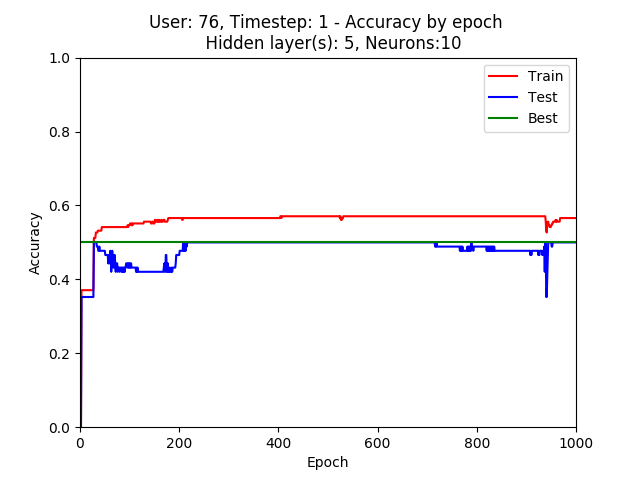 User: 76, Timestep: 1 - Accuracy by epoch
Hidden layer(s): 5, Neurons:10
Train
Test
Best
Accuracy
1.0
0.8
0.6
0.4
0.2
0.0
0 200 400 600 800 1000
Epoch